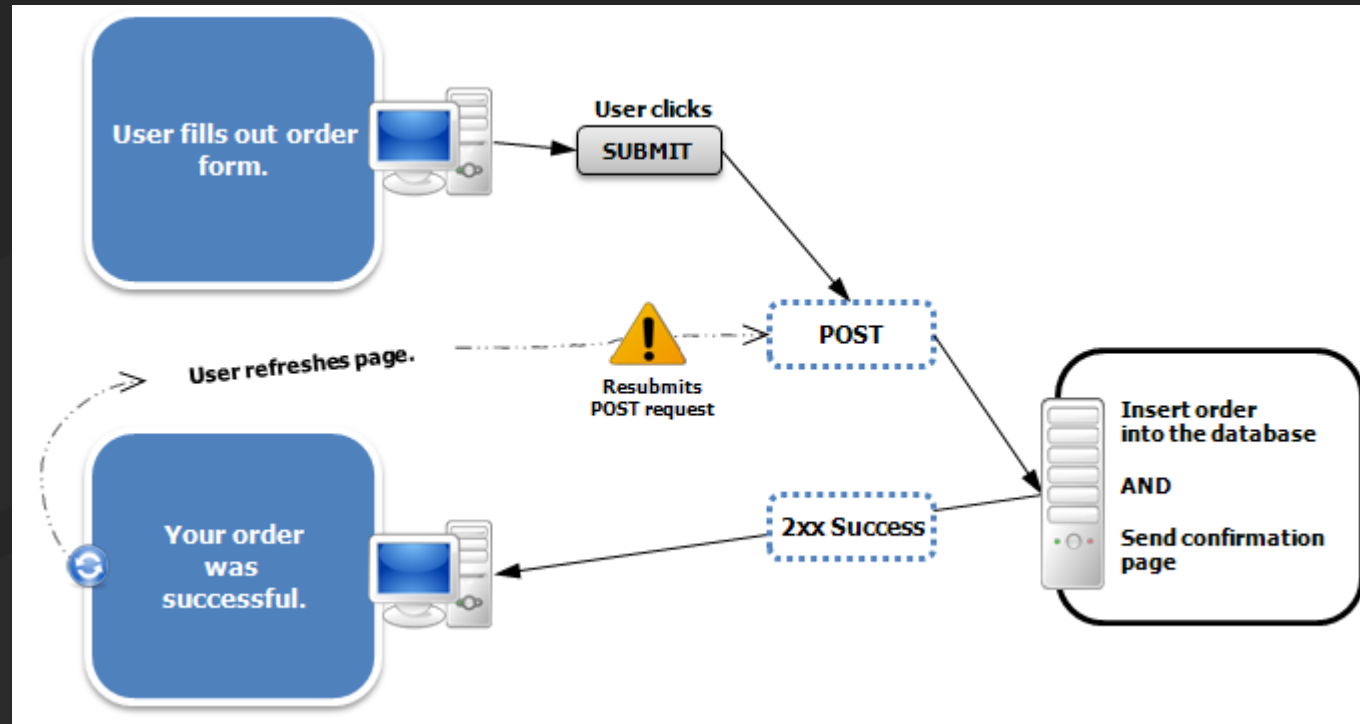 User fills out order
form.
User clicks
SUBMIT
POST
User refreshes page.
Resubmits
POST request
Insert order
into the database
AND
Send confirmation
page
2xx Success
Your order
was
successful.